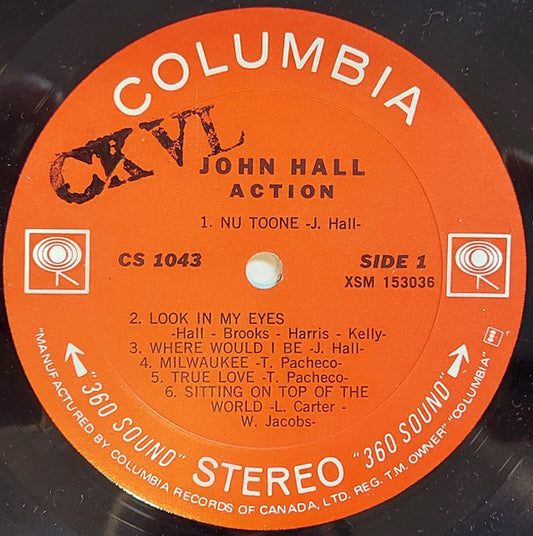 COLUMBIA
CKVL
JOHN HALL
ACTION
1. NU TOONE -J. Hall-
CS 1043
SIDE 1
XSM 153036
2. LOOK IN MY EYES
-Hall - Brooks - Harris - Kelly-
3. WHERE WOULD I BE -J. Hall-
4. MILWAUKEE -T. Pacheco-
5. TRUE LOVE -T. Pacheco-
6. SITTING ON TOP OF THE
WORLD -L. Carter -
W. Jacobs-
"360 SOUND" STEREO "360 SOUND"
"MANUFACTURED BY COLUMBIA RECORDS OF CANADA, LTD. REG. T.M. OWNER" "COLUMBIA"